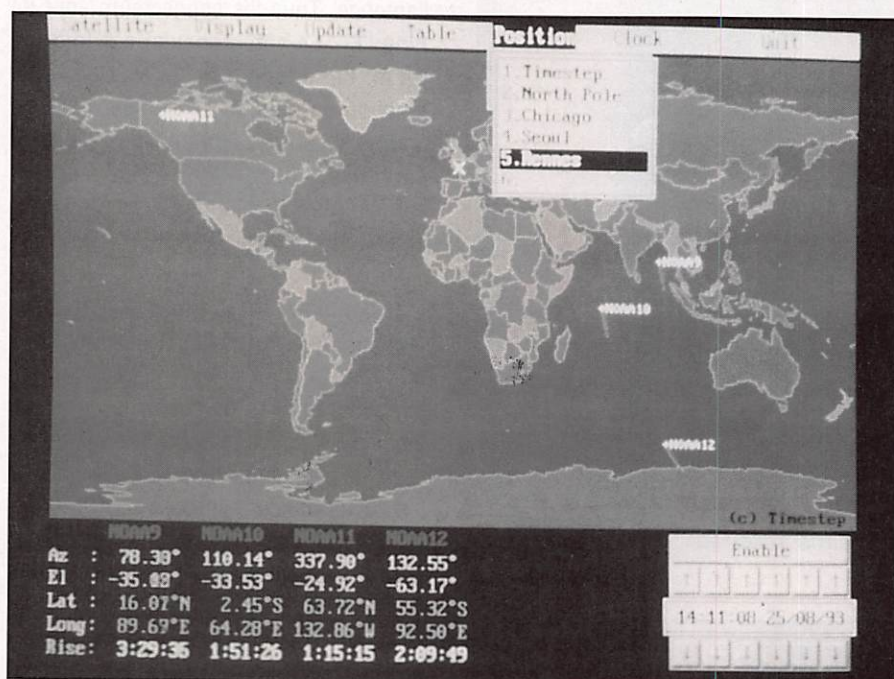 Satellite Display Update Table Position Clock Quit
1.Timestep
2.North Pole
3.Chicago
4.Seoul
5.Rennes
6.
+NOAA11
+NOAA9
+NOAA10
+NOAA12
(c) Timestep
NOAA9 NOAA10 NOAA11 NOAA12
Az : 78.30° 110.14° 337.90° 132.55°
El : -33.53° -24.92° -63.17°
Lat : 16.07°N 2.45°S 63.72°N 55.32°S
Long: 89.69°E 64.28°E 132.86°W 92.50°E
Rise: 3:29:36 1:51:26 1:15:15 2:09:49
Enable
14:11:08 25/08/93